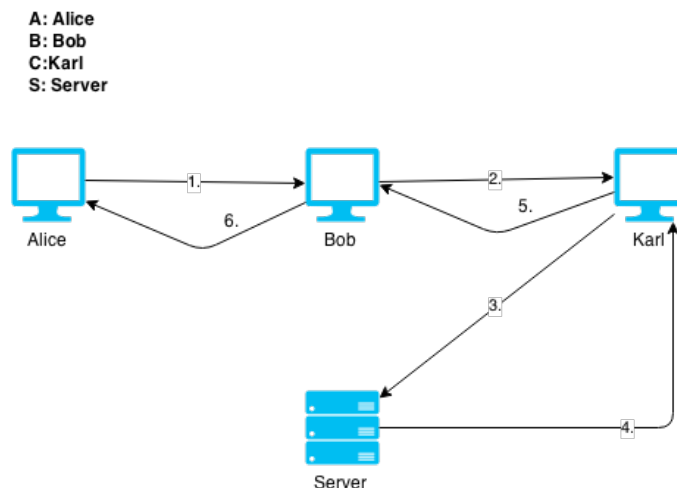 A: Alice
B: Bob
C:Karl
S: Server
1.
2.
6.
5.
Alice
Bob
Karl
3.
4.
Server